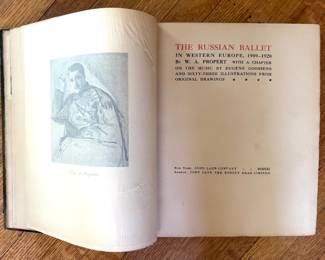 THE RUSSIAN BALLET
IN WESTERN EUROPE, 1909–1920
By W. A. PROPERT WITH A CHAPTER
ON THE MUSIC BY EUGENE GOOSSENS
AND SIXTY-THREE ILLUSTRATIONS FROM
ORIGINAL DRAWINGS
NEW YORK: JOHN LANE COMPANY
LONDON: JOHN LANE THE BODLEY HEAD LIMITED